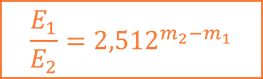 E₁/E₂ = 2,512^(m₂−m₁)